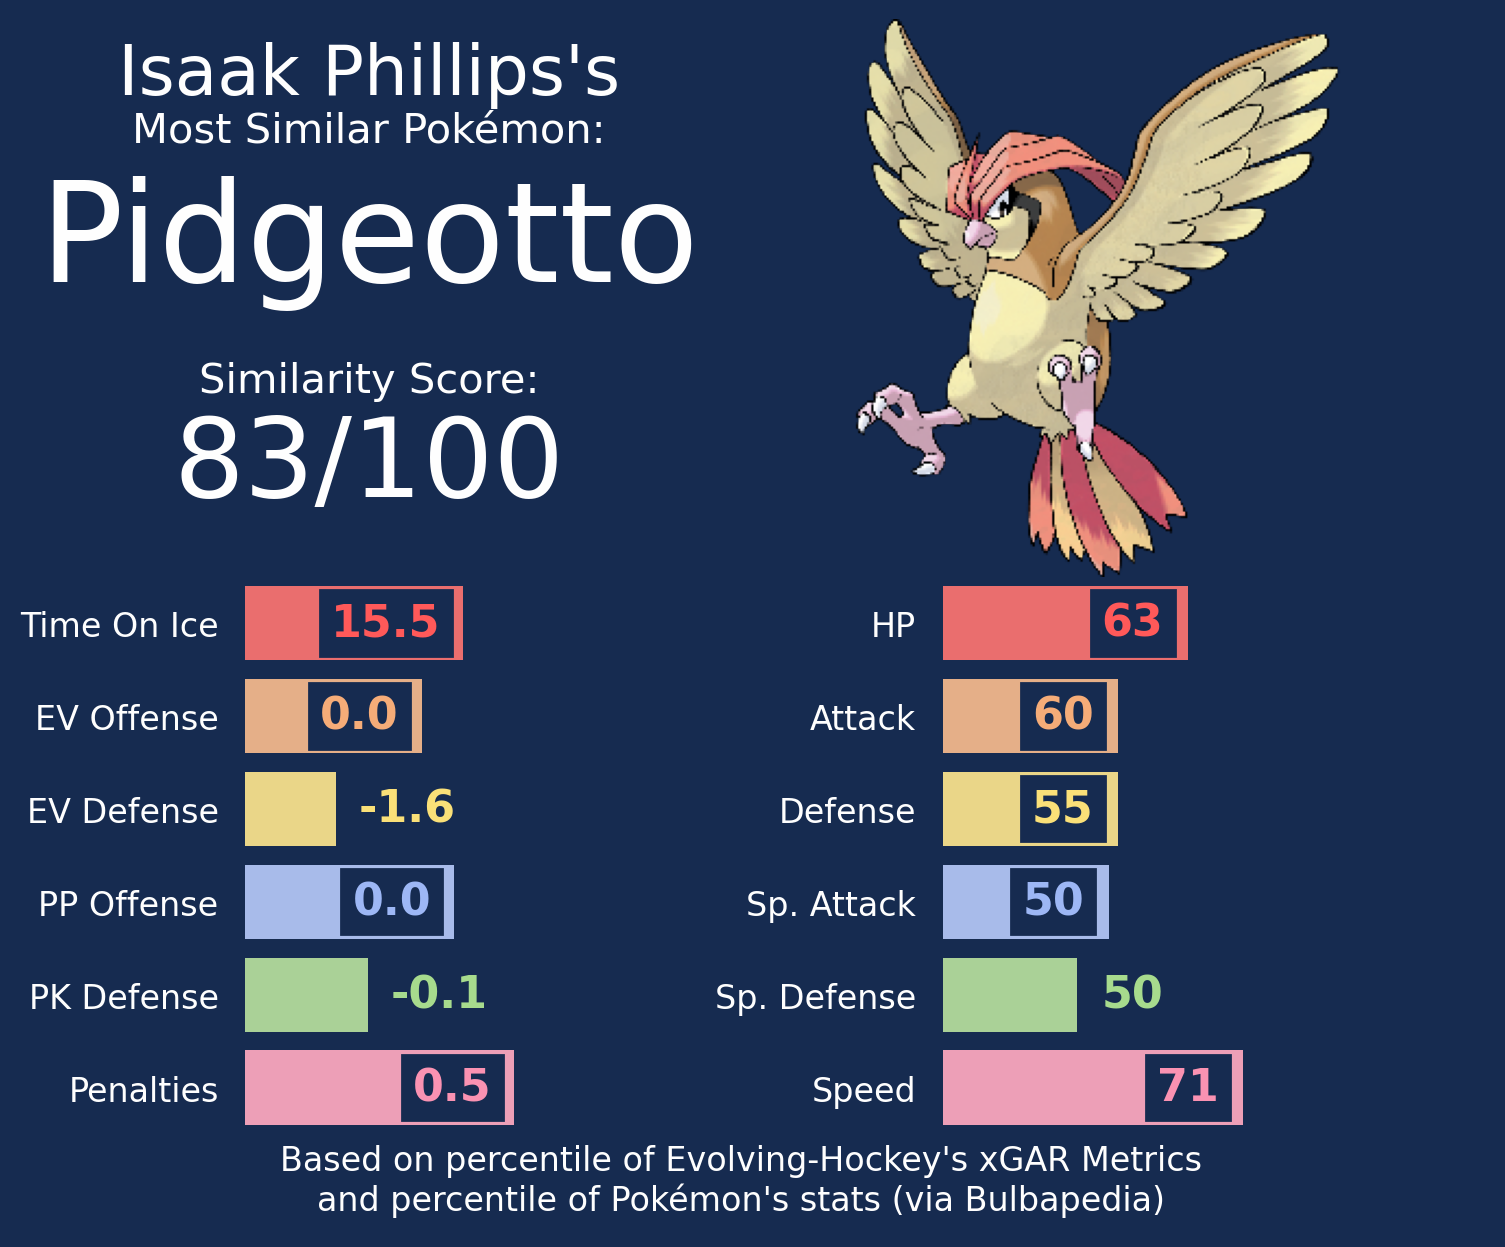 Isaak Phillips's
Most Similar Pokémon:
Pidgeotto
Similarity Score:
83/100
Time On Ice 15.5
EV Offense 0.0
EV Defense -1.6
PP Offense 0.0
PK Defense -0.1
Penalties 0.5
HP 63
Attack 60
Defense 55
Sp. Attack 50
Sp. Defense 50
Speed 71
Based on percentile of Evolving-Hockey's xGAR Metrics
and percentile of Pokémon's stats (via Bulbapedia)